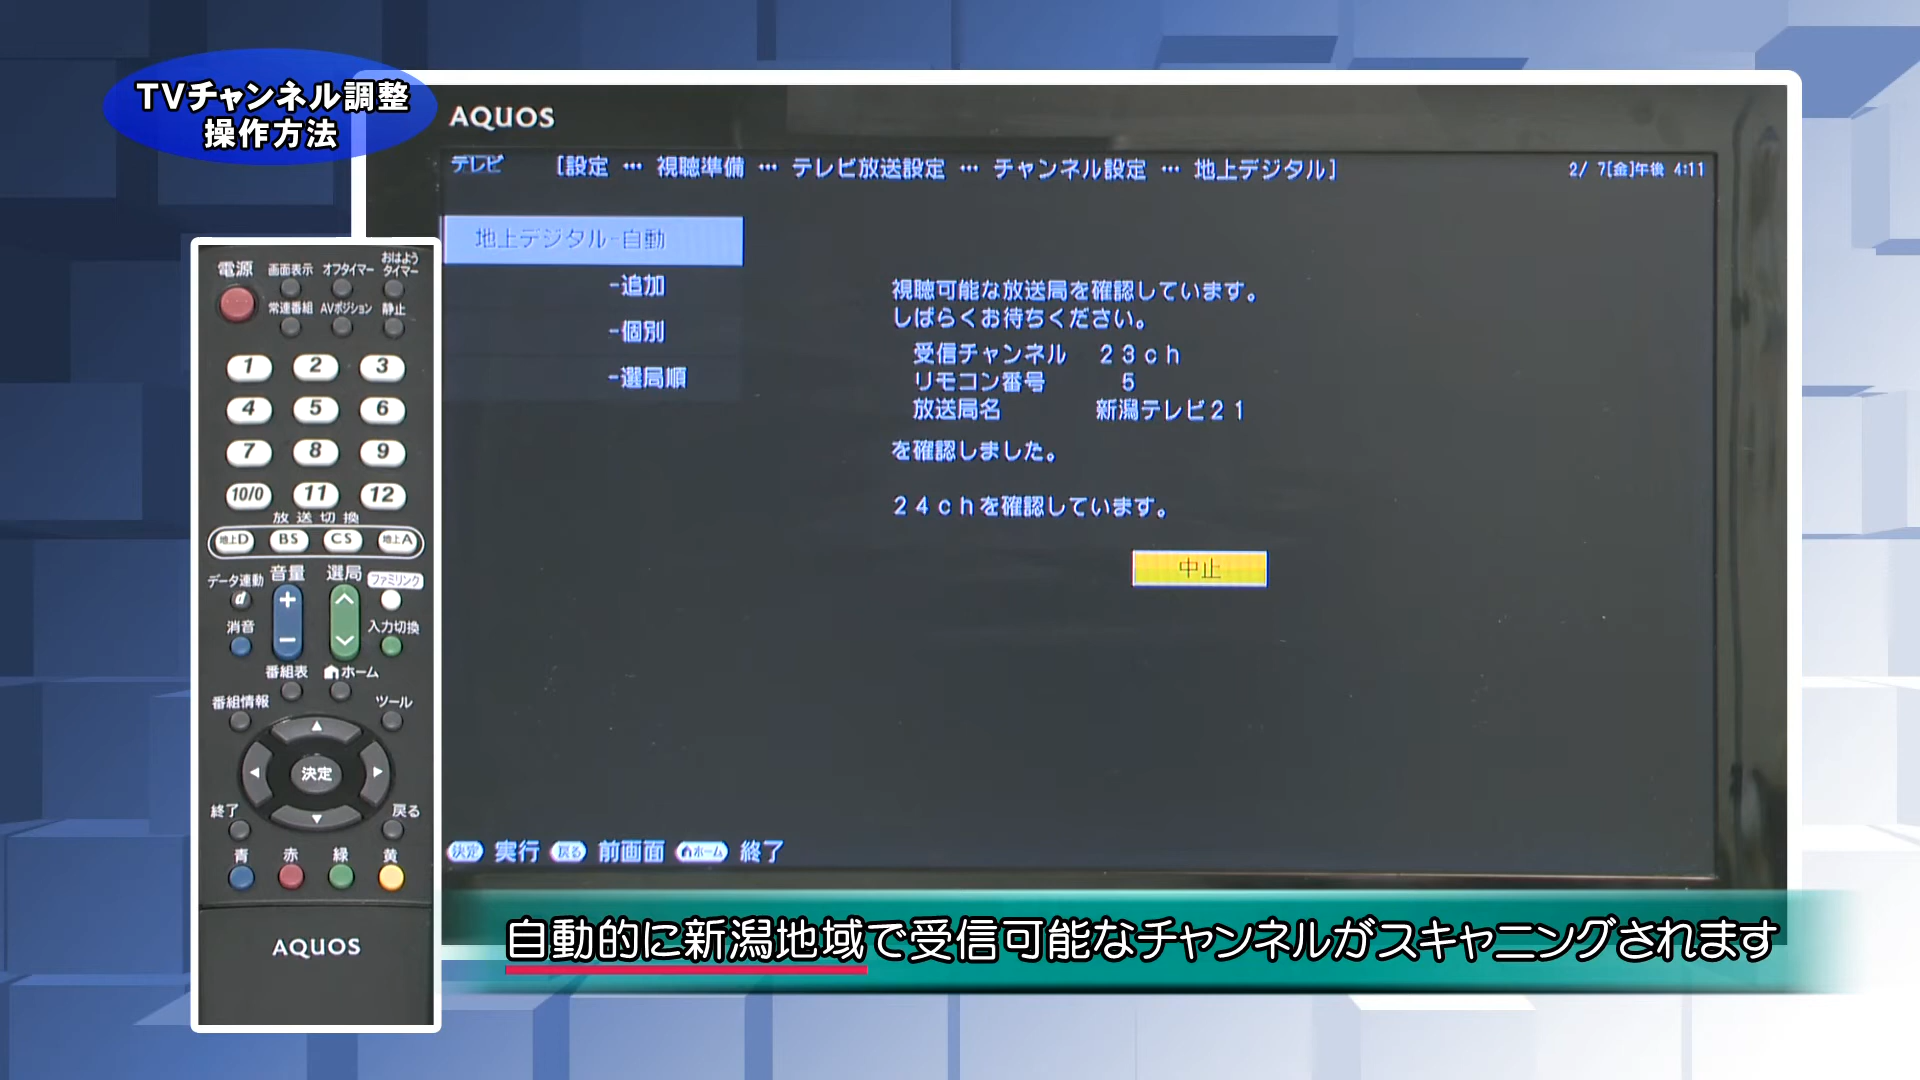 TVチャンネル調整
操作方法
AQUOS
テレビ [設定 … 視聴準備 … テレビ放送設定 … チャンネル設定 … 地上デジタル] 2/ 7[金]午後 4:11
地上デジタル-自動
-追加
-個別
-選局順
視聴可能な放送局を確認しています。
しばらくお待ちください。
受信チャンネル 23ch
リモコン番号 5
放送局名 新潟テレビ21
を確認しました。
24chを確認しています。
中止
決定 実行 戻る 前画面 ホーム 終了
電源 画面表示 オフタイマー おはようタイマー
常連番組 AVポジション 静止
1 2 3
4 5 6
7 8 9
10/0 11 12
放送切換
地上D BS CS 地上A
データ連動 音量 選局 ファミリンク
d + 
消音 − 入力切換
番組表 ホーム
番組情報 ツール
決定
終了 戻る
青 赤 緑 黄
AQUOS
自動的に新潟地域で受信可能なチャンネルがスキャニングされます